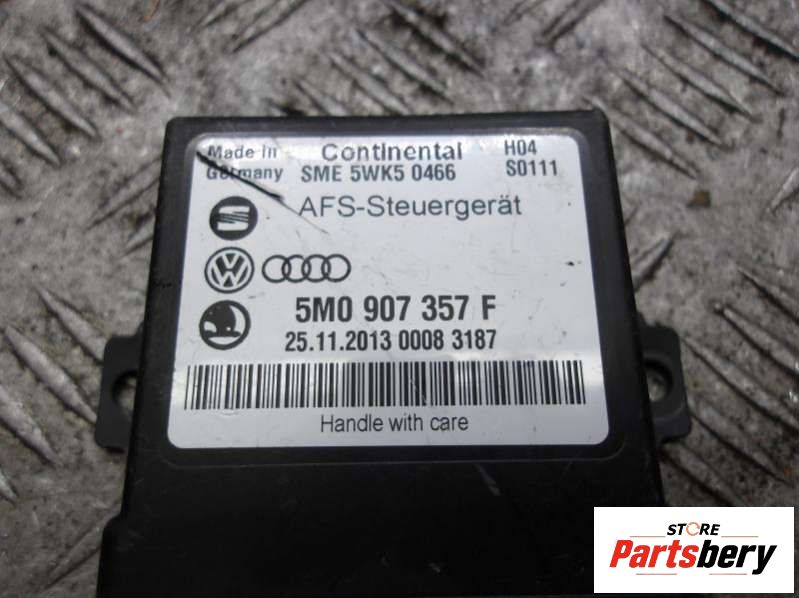 Made in Continental H04
Germany SME 5WK5 0466 S0111
AFS-Steuergerät
5M0 907 357 F
25.11.2013 0008 3187
Handle with care
STORE
Partsbery